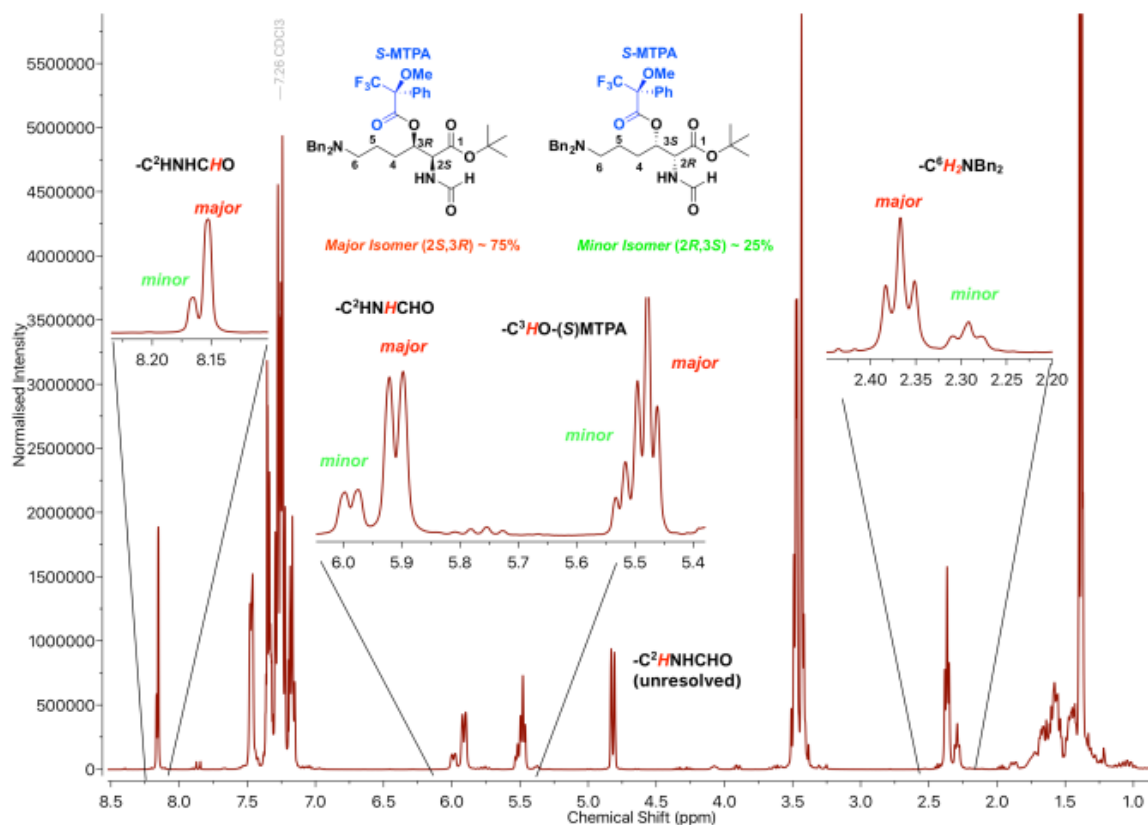 5500000
5000000
4500000
4000000
3500000
3000000
2500000
2000000
1500000
1000000
500000
0
Normalised Intensity
7.26 CDCl3
S-MTPA
OMe
F3C
Ph
O
O
3R
O
1
O
5
Bn2N
6
4
2S
HN
H
O
Major Isomer (2S,3R) ~ 75%
S-MTPA
OMe
F3C
Ph
O
O
3S
O
1
O
5
Bn2N
6
4
2R
HN
H
O
Minor Isomer (2R,3S) ~ 25%
-C²HNHCHO
major
minor
8.20 8.15
-C²HNHCHO
major
minor
-C³HO-(S)MTPA
major
minor
6.0 5.9 5.8 5.7 5.6 5.5 5.4
-C⁶H₂NBn₂
major
minor
2.40 2.35 2.30 2.25 2.20
-C²HNHCHO
(unresolved)
8.5 8.0 7.5 7.0 6.5 6.0 5.5 5.0 4.5 4.0 3.5 3.0 2.5 2.0 1.5 1.0
Chemical Shift (ppm)